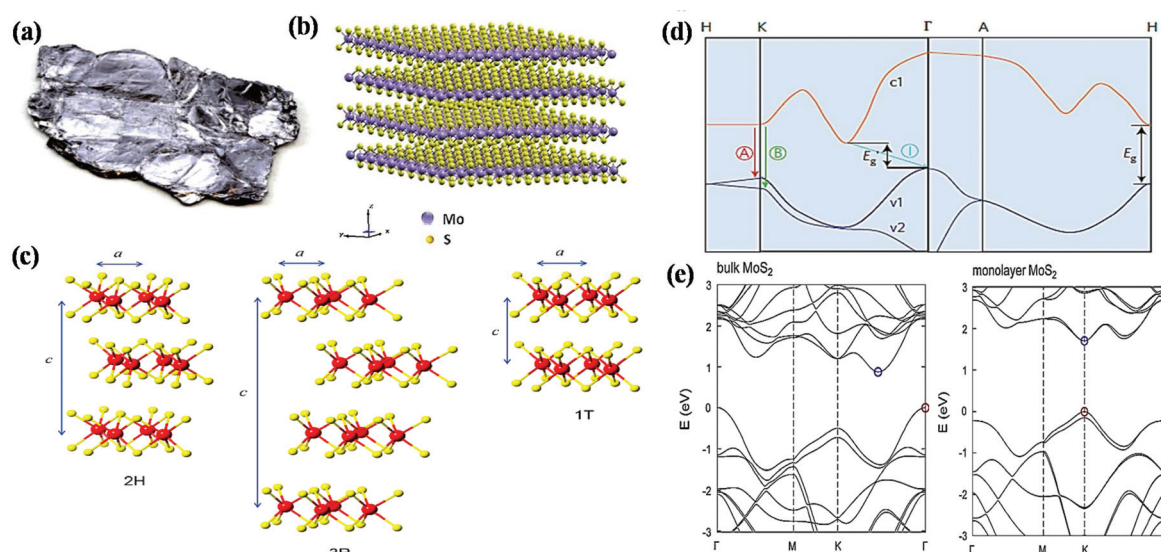 (a)
(b)
z
Y
X
Mo
S
(c)
a
c
2H
a
c
a
c
1T
(d)
H K Γ A H
c1
A
B
E_g
I
E_g
v1
v2
(e)
bulk MoS₂
monolayer MoS₂
E (eV)
3
2
1
0
-1
-2
-3
Γ M K Γ
E (eV)
3
2
1
0
-1
-2
-3
Γ M K Γ